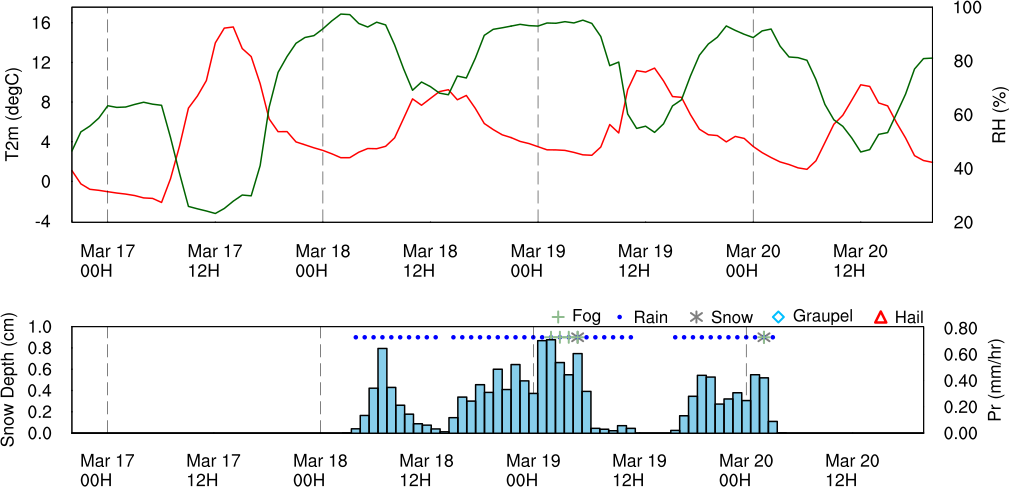 16
12
8
4
0
-4
T2m (degC)
100
80
60
40
20
RH (%)
Mar 17 Mar 17 Mar 18 Mar 18 Mar 19 Mar 19 Mar 20 Mar 20
00H 12H 00H 12H 00H 12H 00H 12H
Fog Rain Snow Graupel Hail
1.0
0.8
0.6
0.4
0.2
0.0
Snow Depth (cm)
0.80
0.60
0.40
0.20
0.00
Pr (mm/hr)
Mar 17 Mar 17 Mar 18 Mar 18 Mar 19 Mar 19 Mar 20 Mar 20
00H 12H 00H 12H 00H 12H 00H 12H